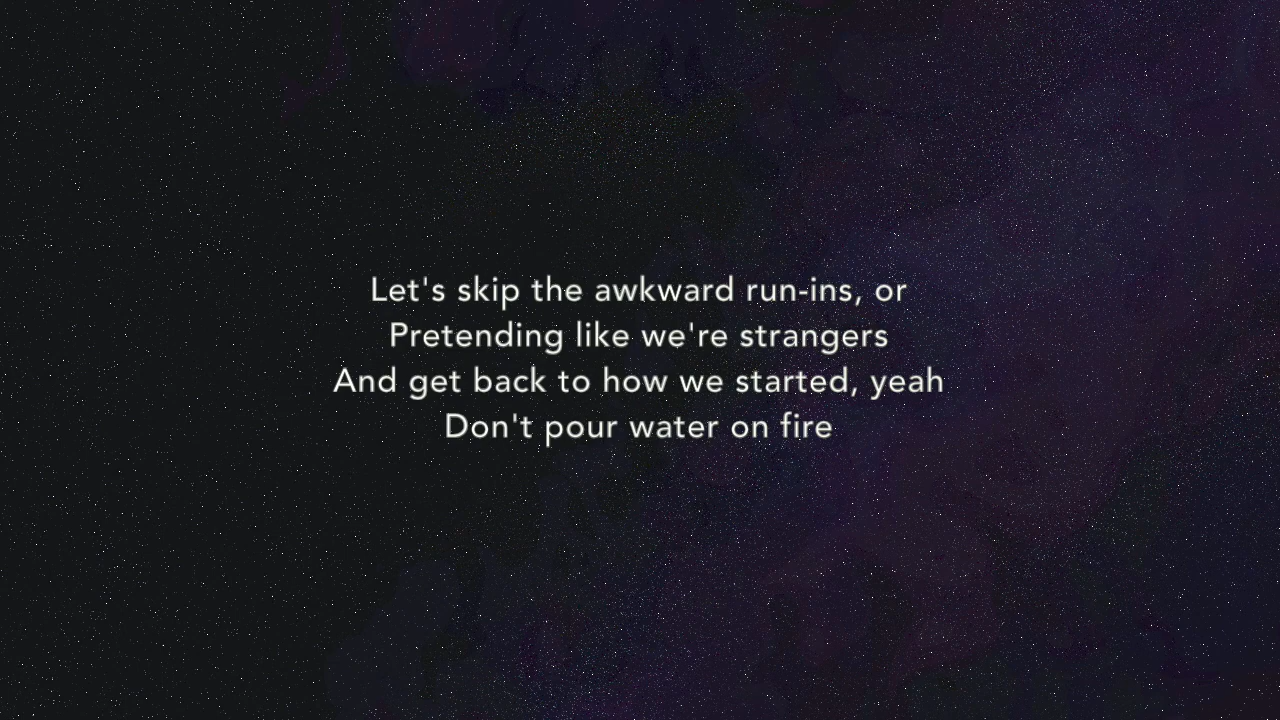 Let's skip the awkward run-ins, or
Pretending like we're strangers
And get back to how we started, yeah
Don't pour water on fire